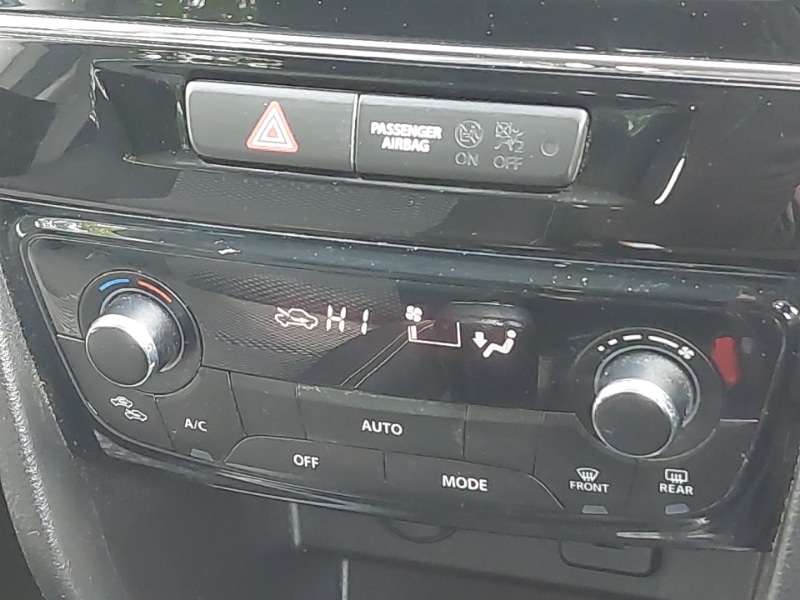 PASSENGER
AIRBAG
ON OFF
HI
A/C
AUTO
OFF
MODE
FRONT
REAR